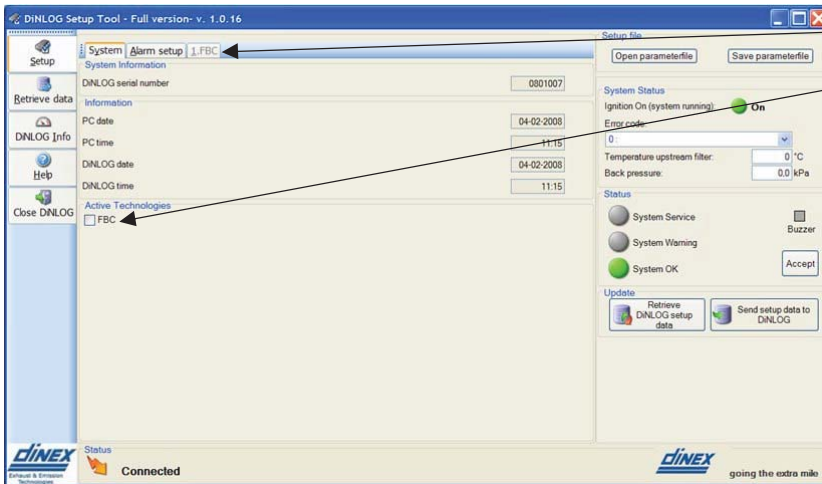 DiNLOG Setup Tool - Full version- v. 1.0.16
Setup
Retrieve data
DiNLOG Info
Help
Close DiNLOG
System Alarm setup 1.FBC
System Information
DiNLOG serial number 0801007
Information
PC date 04-02-2008
PC time 11:15
DiNLOG date 04-02-2008
DiNLOG time 11:15
Active Technologies
FBC
Setup file
Open parameterfile Save parameterfile
System Status
Ignition On (system running): On
Error code:
0 :
Temperature upstream filter: 0 °C
Back pressure: 0,0 kPa
Status
System Service
Buzzer
System Warning
System OK
Accept
Update
Retrieve
DiNLOG setup
data
Send setup data to
DiNLOG
dinex
Exhaust & Emission
Technologies
Status
Connected
dinex
going the extra mile